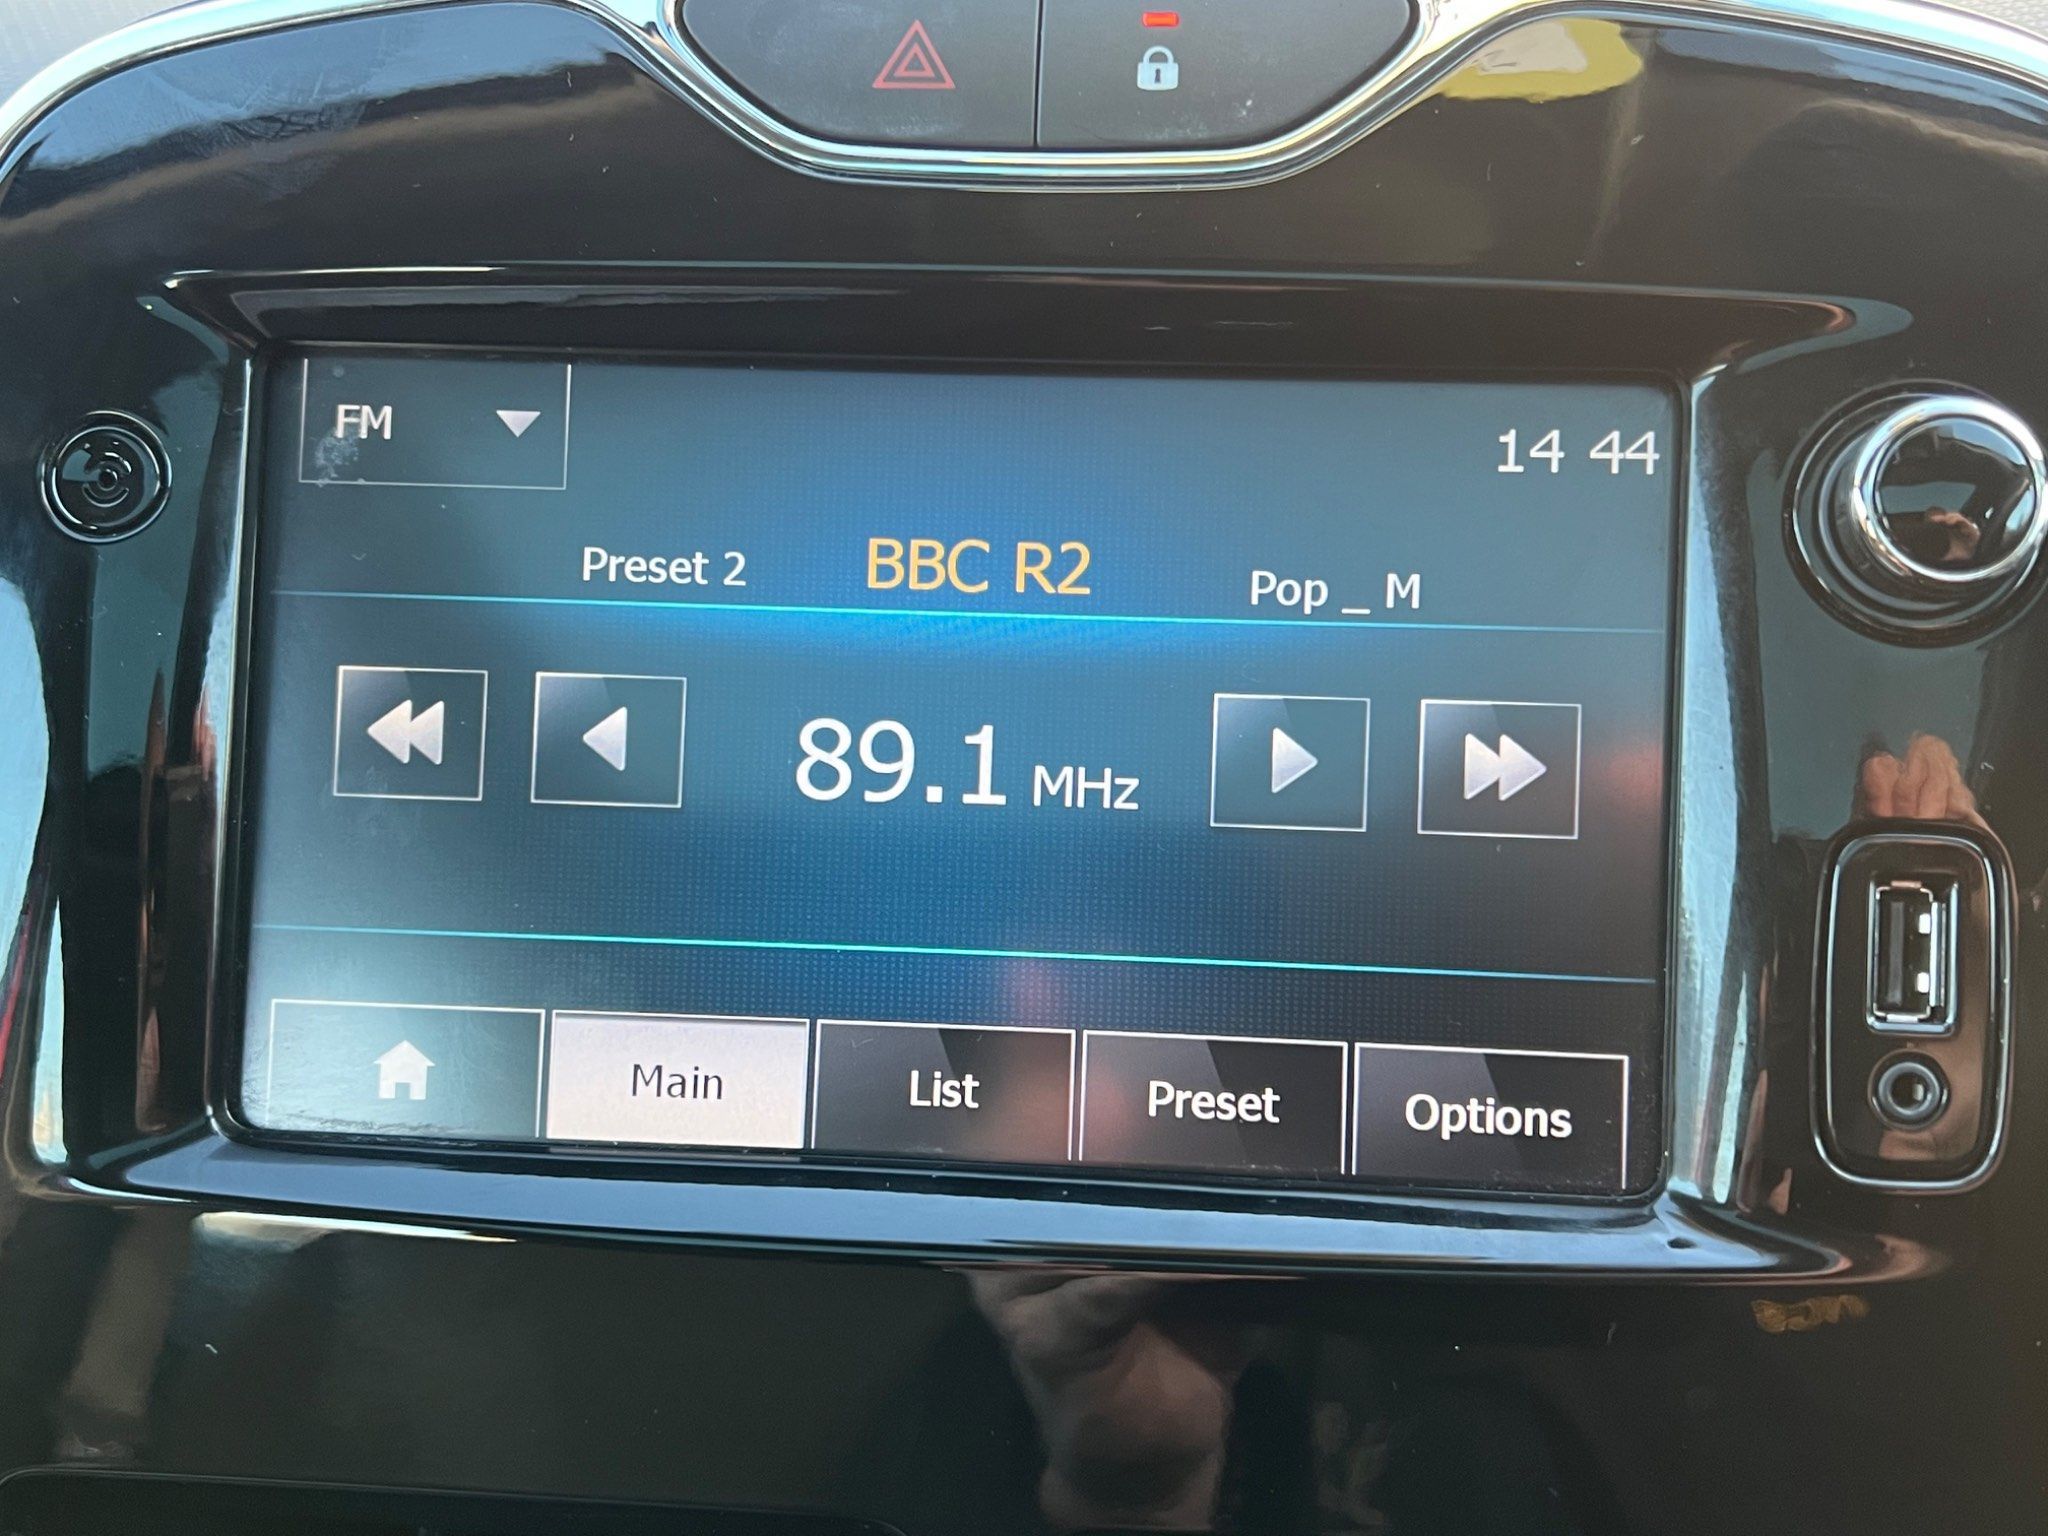 FM
14 44
Preset 2 BBC R2 Pop _ M
89.1 MHz
Main List Preset Options